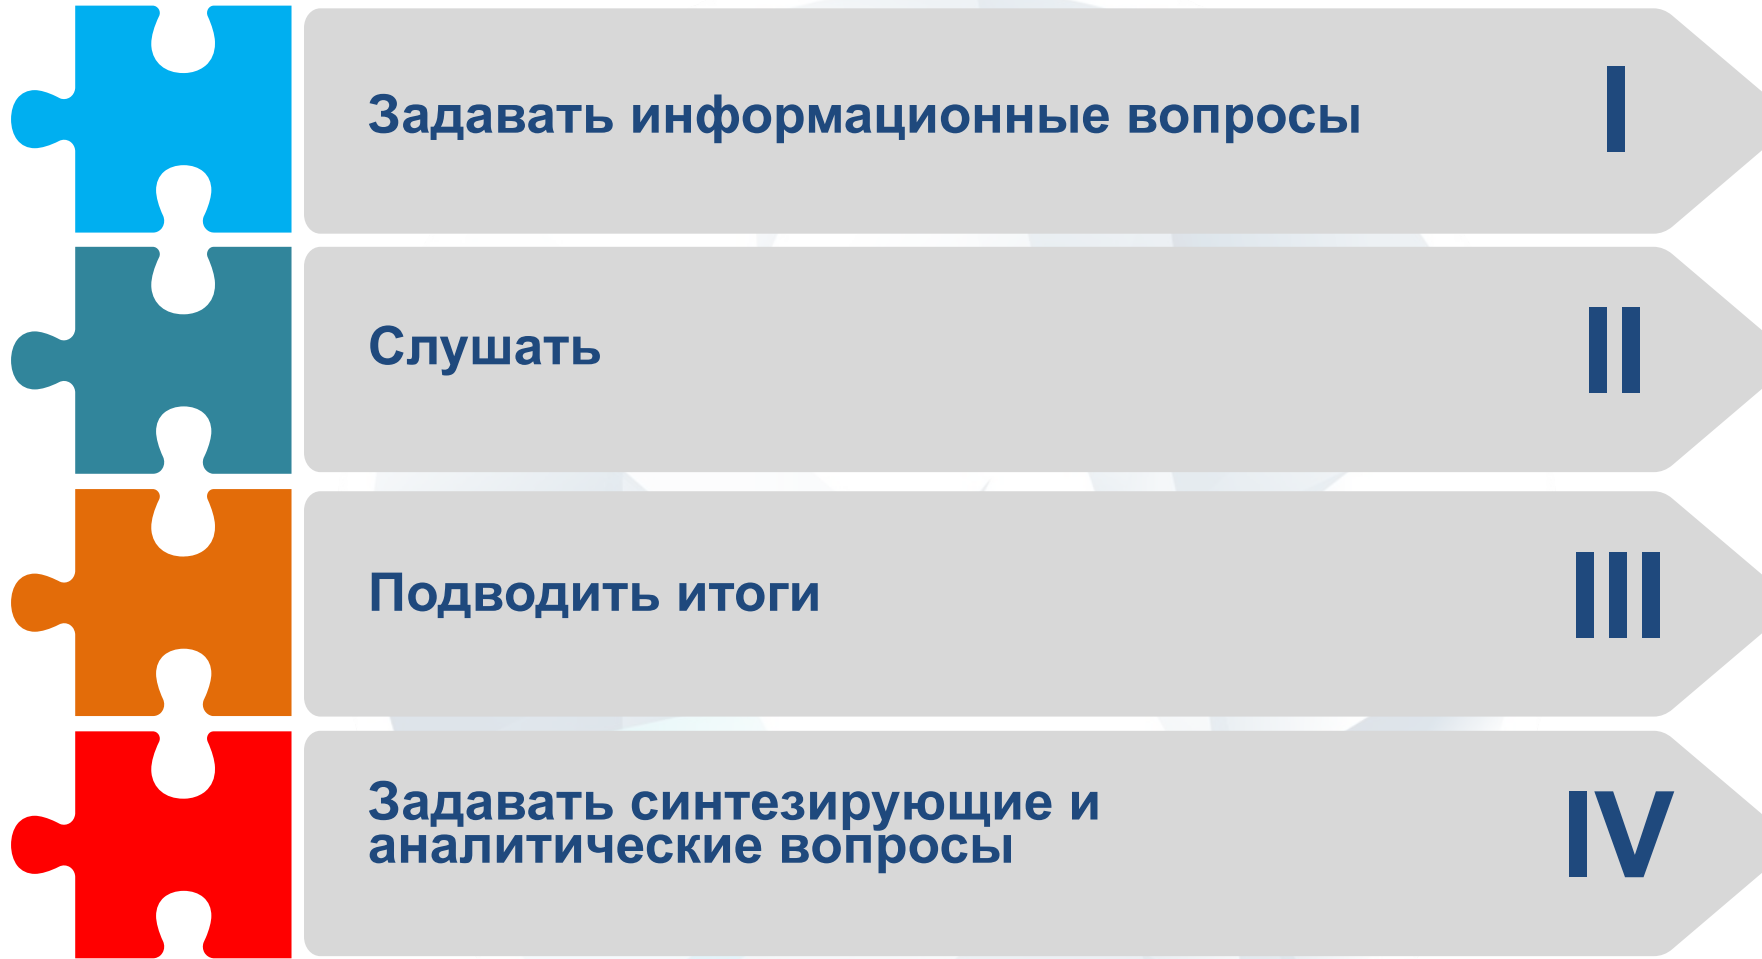 Задавать информационные вопросы
I
Слушать
II
Подводить итоги
III
Задавать синтезирующие и
аналитические вопросы
IV